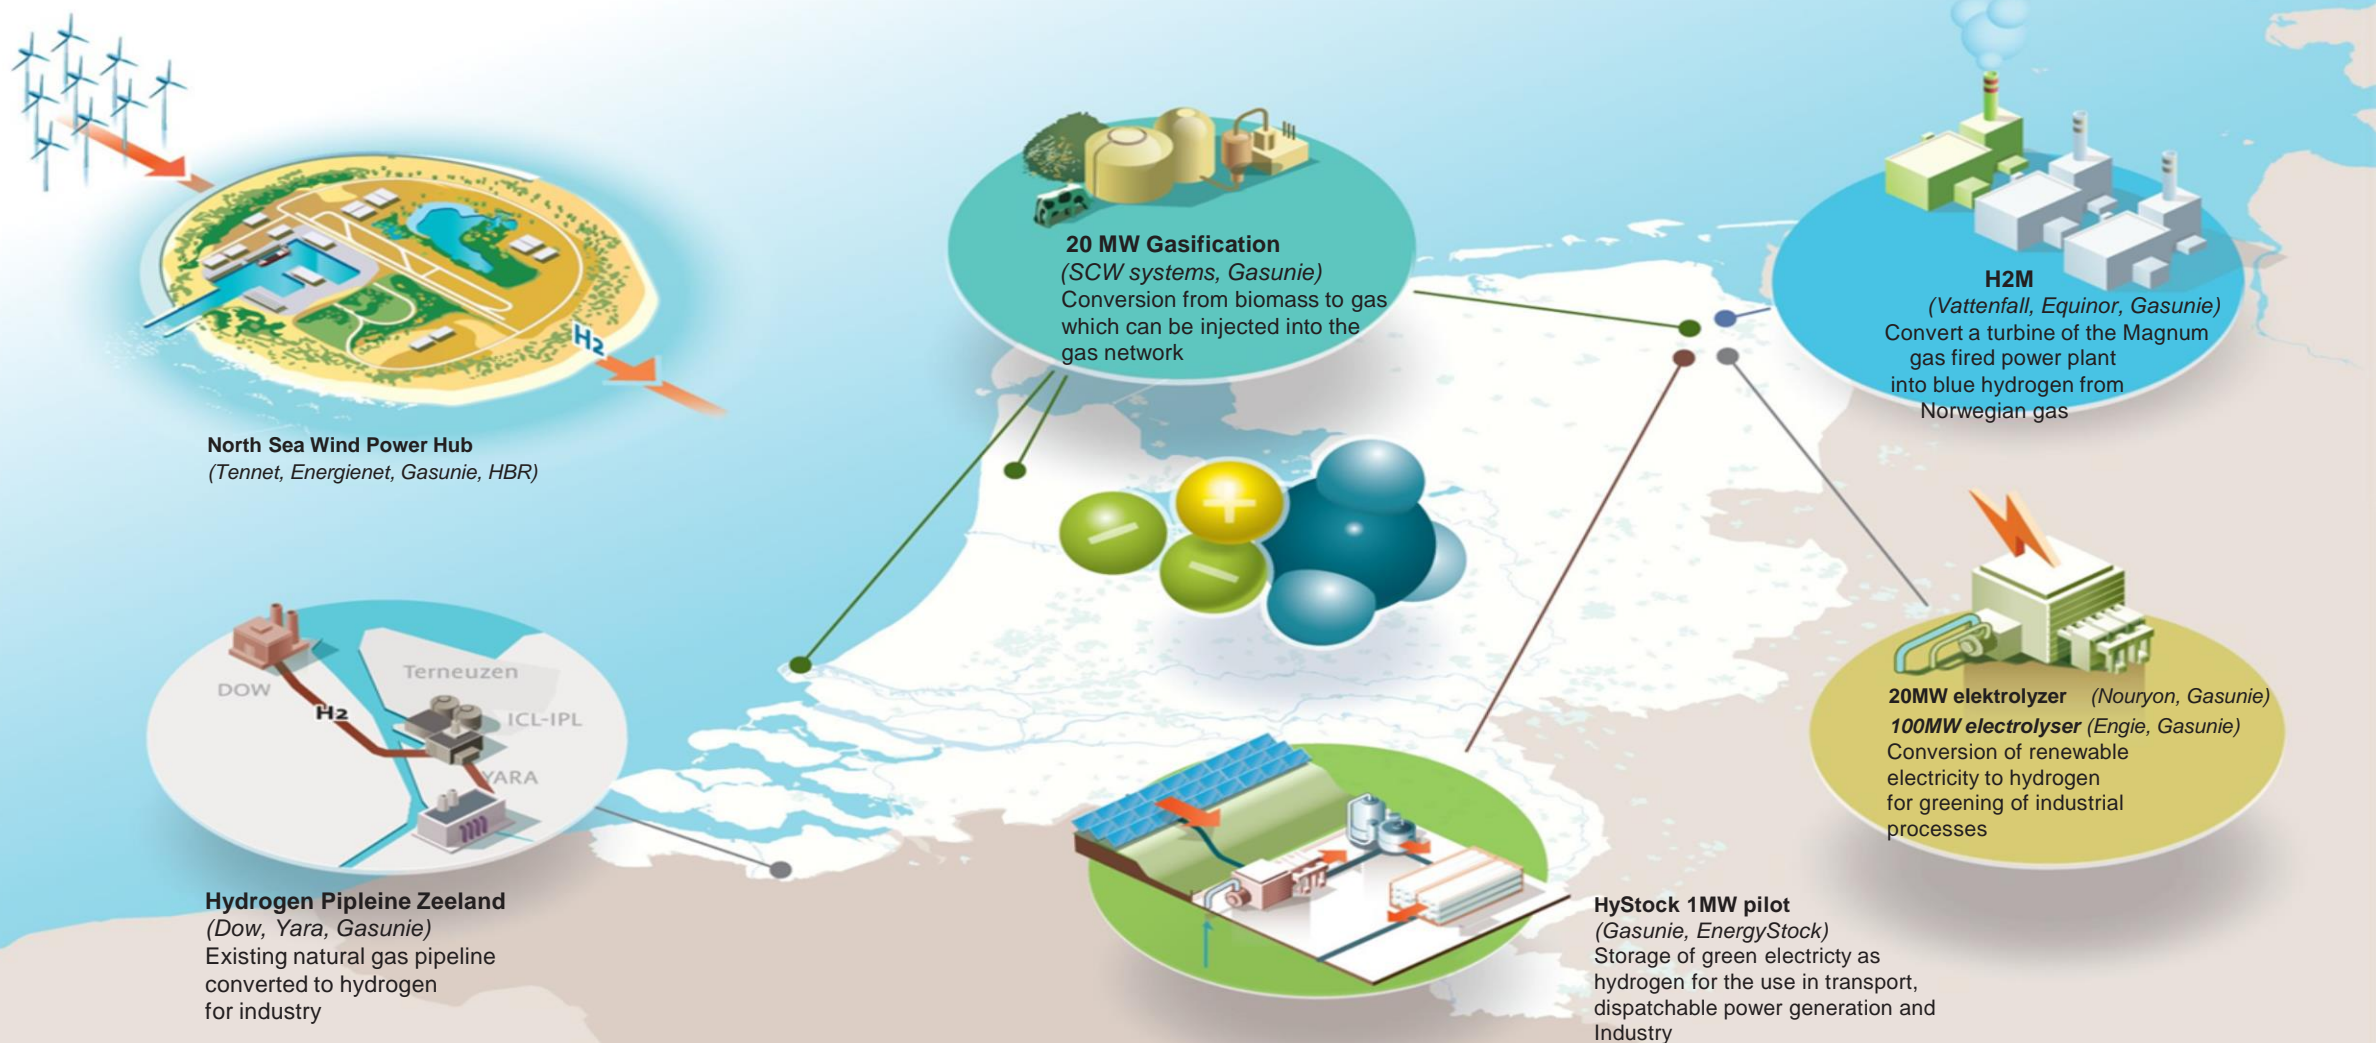 20 MW Gasification
(SCW systems, Gasunie)
Conversion from biomass to gas
which can be injected into the
gas network
H2M
(Vattenfall, Equinor, Gasunie)
Convert a turbine of the Magnum
gas fired power plant
into blue hydrogen from
Norwegian gas
H2
North Sea Wind Power Hub
(Tennet, Energienet, Gasunie, HBR)
Terneuzen
DOW
H2
ICL-IPL
YARA
20MW elektrolyzer (Nouryon, Gasunie)
100MW electrolyser (Engie, Gasunie)
Conversion of renewable
electricity to hydrogen
for greening of industrial
processes
Hydrogen Pipleine Zeeland
(Dow, Yara, Gasunie)
Existing natural gas pipeline
converted to hydrogen
for industry
HyStock 1MW pilot
(Gasunie, EnergyStock)
Storage of green electricty as
hydrogen for the use in transport,
dispatchable power generation and
Industry